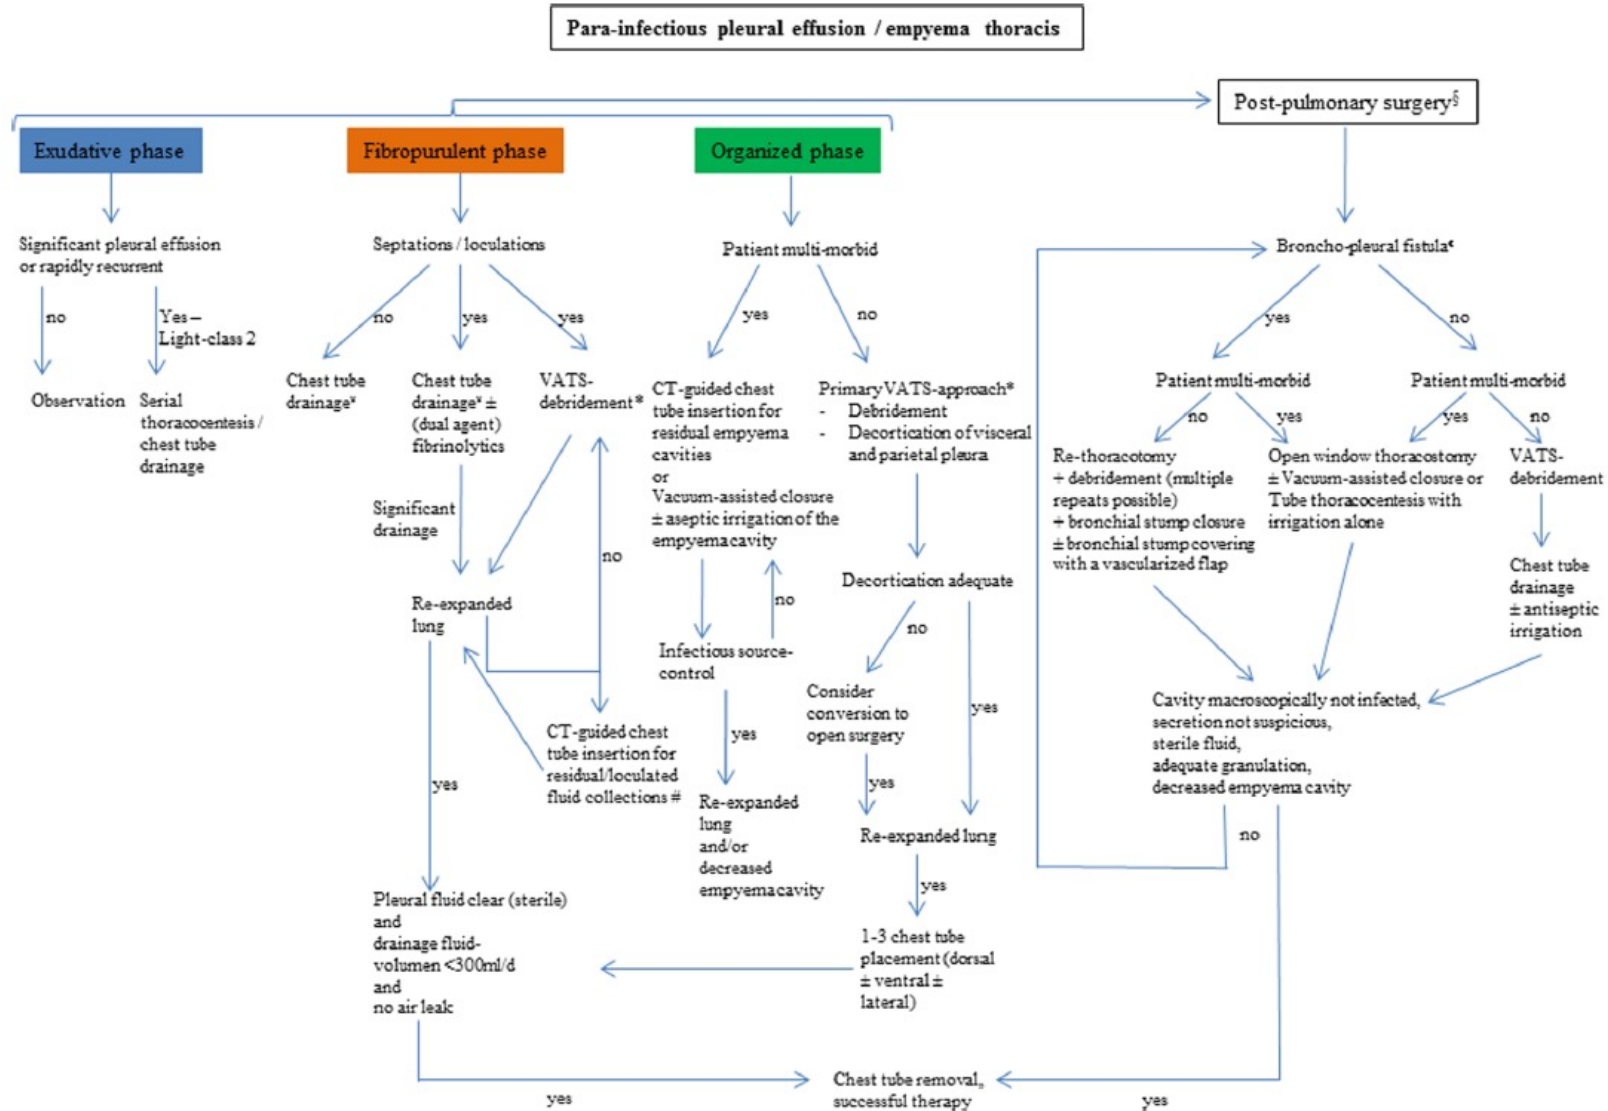 Para-infectious pleural effusion / empyema thoracis
Post-pulmonary surgery§
Exudative phase
Fibropurulent phase
Organized phase
Significant pleural effusion
or rapidly recurrent
no
Yes –
Light-class 2
Observation
Serial
thoracocentesis /
chest tube
drainage
Septations / loculations
no
yes
yes
Chest tube
drainage¥
Chest tube
drainage¥ ±
(dual agent)
fibrinolytics
VATS-
debridement*
Significant
drainage
no
Re-expanded
lung
CT-guided chest
tube insertion for
residual/loculated
fluid collections #
yes
Pleural fluid clear (sterile)
and
drainage fluid-
volumen <300ml/d
and
no air leak
Patient multi-morbid
yes
no
CT-guided chest
tube insertion for
residual empyema
cavities
or
Vacuum-assisted closure
± aseptic irrigation of the
empyema cavity
no
Infectious source-
control
yes
Re-expanded
lung
and/or
decreased
empyema cavity
Primary VATS-approach*
- Debridement
- Decortication of visceral
and parietal pleura
Decortication adequate
no
Consider
conversion to
open surgery
yes
yes
Re-expanded lung
yes
1-3 chest tube
placement (dorsal
± ventral ±
lateral)
Broncho-pleural fistula€
yes
no
Patient multi-morbid
Patient multi-morbid
no
yes
yes
no
Re-thoracotomy
+ debridement (multiple
repeats possible)
+ bronchial stump closure
± bronchial stump covering
with a vascularized flap
Open window thoracostomy
± Vacuum-assisted closure or
Tube thoracocentesis with
irrigation alone
VATS-
debridement
Chest tube
drainage
± antiseptic
irrigation
Cavity macroscopically not infected,
secretion not suspicious,
sterile fluid,
adequate granulation,
decreased empyema cavity
no
yes
Chest tube removal,
successful therapy
yes